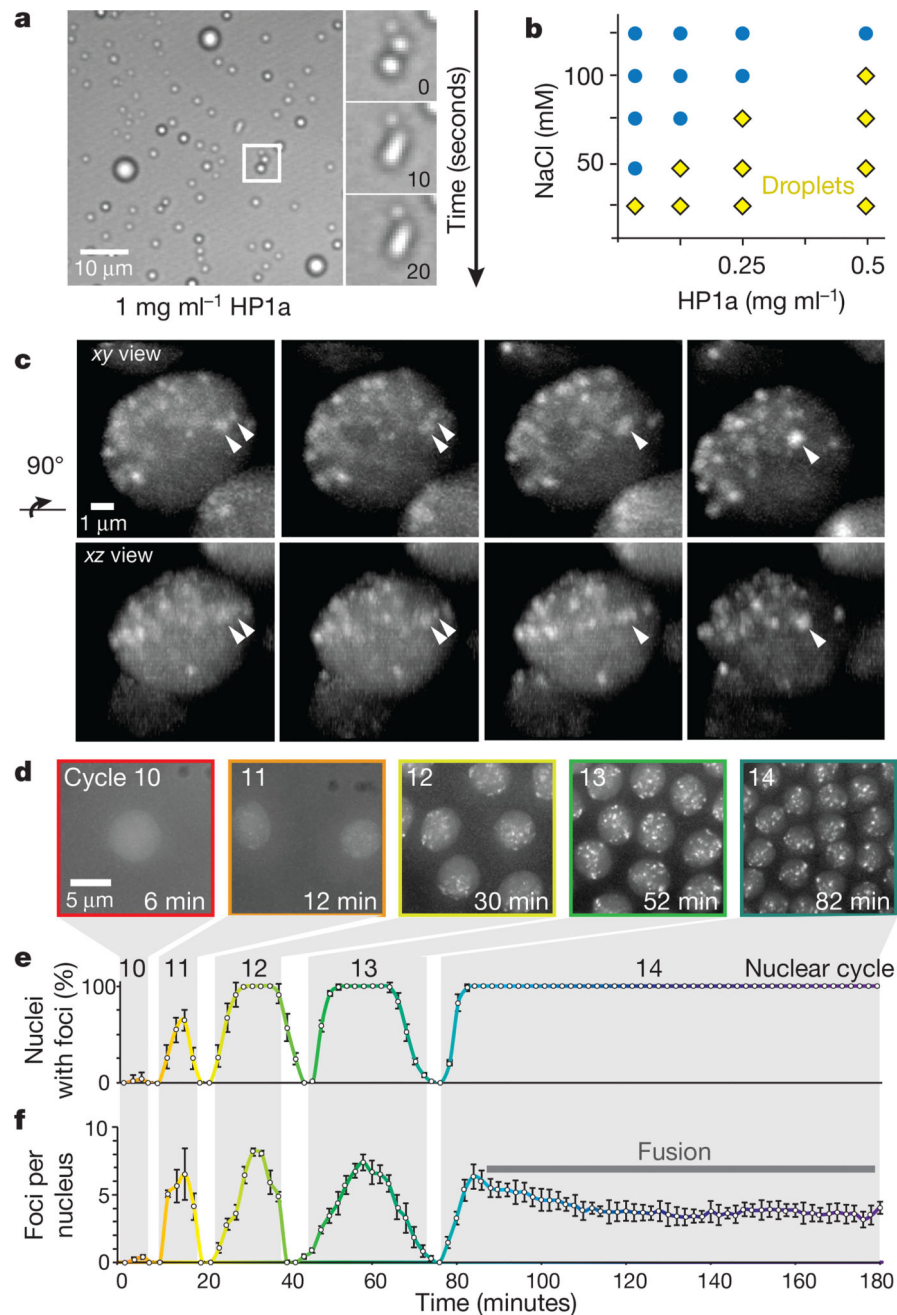 a
0
10
20
Time (seconds)
10 μm
1 mg ml⁻¹ HP1a
b
NaCl (mM)
100
50
Droplets
0.25
0.5
HP1a (mg ml⁻¹)
c
xy view
90°
1 μm
xz view
d
Cycle 10
5 μm
6 min
11
12 min
12
30 min
13
52 min
14
82 min
e
10
11
12
13
14
Nuclear cycle
Nuclei
with foci (%)
100
0
f
Foci per
nucleus
10
5
0
Fusion
0 20 40 60 80 100 120 140 160 180
Time (minutes)